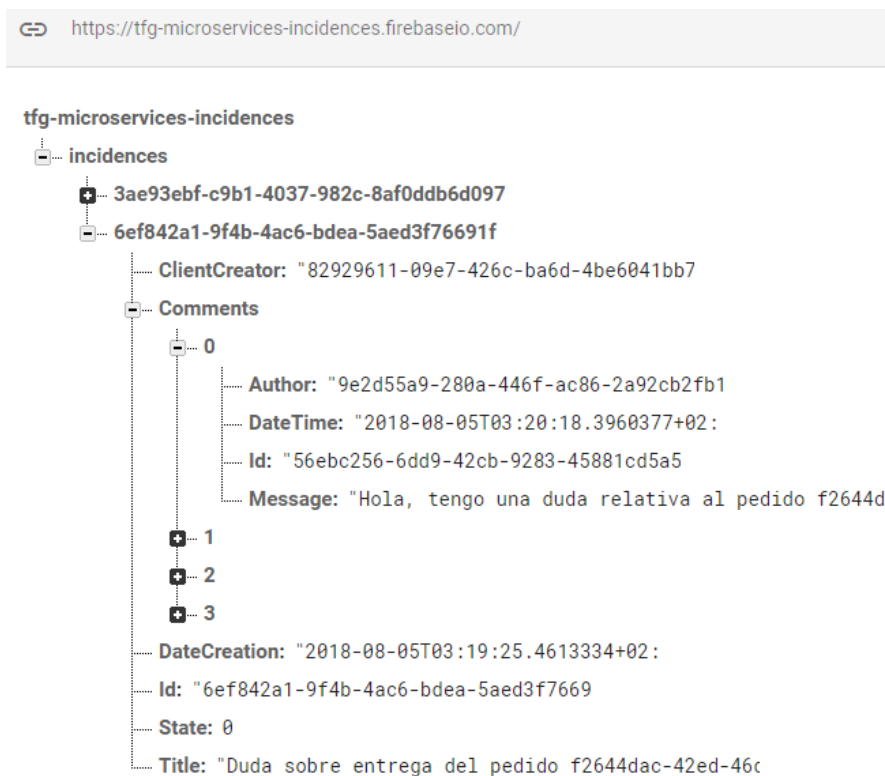 https://tfg-microservices-incidences.firebaseio.com/
tfg-microservices-incidences
incidences
3ae93ebf-c9b1-4037-982c-8af0ddb6d097
6ef842a1-9f4b-4ac6-bdea-5aed3f76691f
ClientCreator: "82929611-09e7-426c-ba6d-4be6041bb7
Comments
0
Author: "9e2d55a9-280a-446f-ac86-2a92cb2fb1
DateTime: "2018-08-05T03:20:18.3960377+02:
Id: "56ebc256-6dd9-42cb-9283-45881cd5a5
Message: "Hola, tengo una duda relativa al pedido f2644d
1
2
3
DateCreation: "2018-08-05T03:19:25.4613334+02:
Id: "6ef842a1-9f4b-4ac6-bdea-5aed3f7669
State: 0
Title: "Duda sobre entrega del pedido f2644dac-42ed-46c